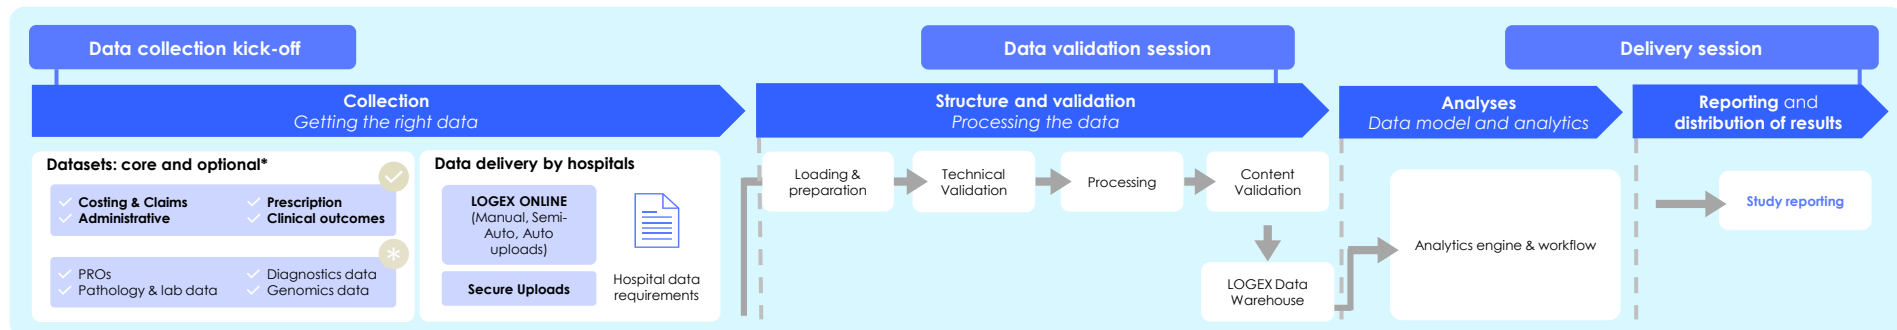 Data collection kick-off
Data validation session
Delivery session
Collection
Getting the right data
Structure and validation
Processing the data
Analyses
Data model and analytics
Reporting and
distribution of results
Datasets: core and optional*
Costing & Claims
Administrative
Prescription
Clinical outcomes
*
PROs
Pathology & lab data
Diagnostics data
Genomics data
Data delivery by hospitals
LOGEX ONLINE
(Manual, Semi-
Auto, Auto
uploads)
Secure Uploads
Hospital data
requirements
Loading &
preparation
Technical
Validation
Processing
Content
Validation
LOGEX Data
Warehouse
Analytics engine & workflow
Study reporting